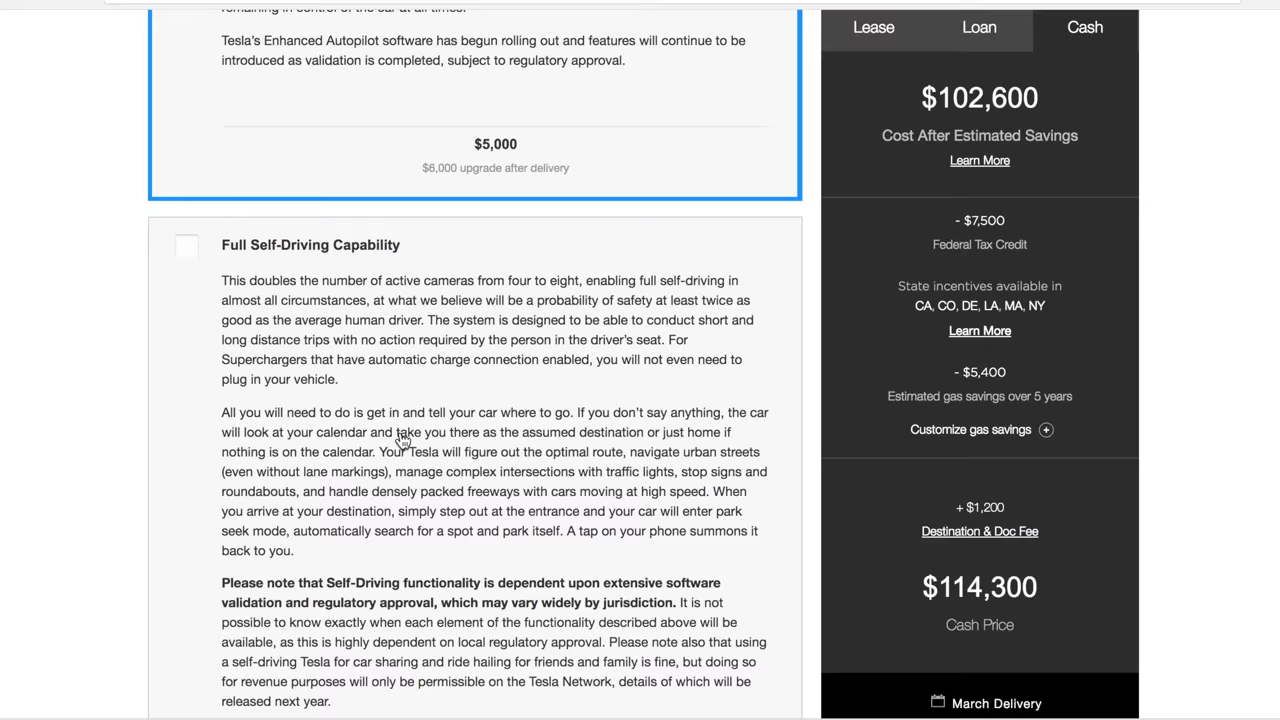 remaining in control of the car at all times.
Tesla's Enhanced Autopilot software has begun rolling out and features will continue to be
introduced as validation is completed, subject to regulatory approval.
$5,000
$6,000 upgrade after delivery
Full Self-Driving Capability
This doubles the number of active cameras from four to eight, enabling full self-driving in
almost all circumstances, at what we believe will be a probability of safety at least twice as
good as the average human driver. The system is designed to be able to conduct short and
long distance trips with no action required by the person in the driver's seat. For
Superchargers that have automatic charge connection enabled, you will not even need to
plug in your vehicle.
All you will need to do is get in and tell your car where to go. If you don't say anything, the car
will look at your calendar and take you there as the assumed destination or just home if
nothing is on the calendar. Your Tesla will figure out the optimal route, navigate urban streets
(even without lane markings), manage complex intersections with traffic lights, stop signs and
roundabouts, and handle densely packed freeways with cars moving at high speed. When
you arrive at your destination, simply step out at the entrance and your car will enter park
seek mode, automatically search for a spot and park itself. A tap on your phone summons it
back to you.
Please note that Self-Driving functionality is dependent upon extensive software
validation and regulatory approval, which may vary widely by jurisdiction. It is not
possible to know exactly when each element of the functionality described above will be
available, as this is highly dependent on local regulatory approval. Please note also that using
a self-driving Tesla for car sharing and ride hailing for friends and family is fine, but doing so
for revenue purposes will only be permissible on the Tesla Network, details of which will be
released next year.
Lease
Loan
Cash
$102,600
Cost After Estimated Savings
Learn More
- $7,500
Federal Tax Credit
State incentives available in
CA, CO, DE, LA, MA, NY
Learn More
- $5,400
Estimated gas savings over 5 years
Customize gas savings +
+ $1,200
Destination & Doc Fee
$114,300
Cash Price
March Delivery